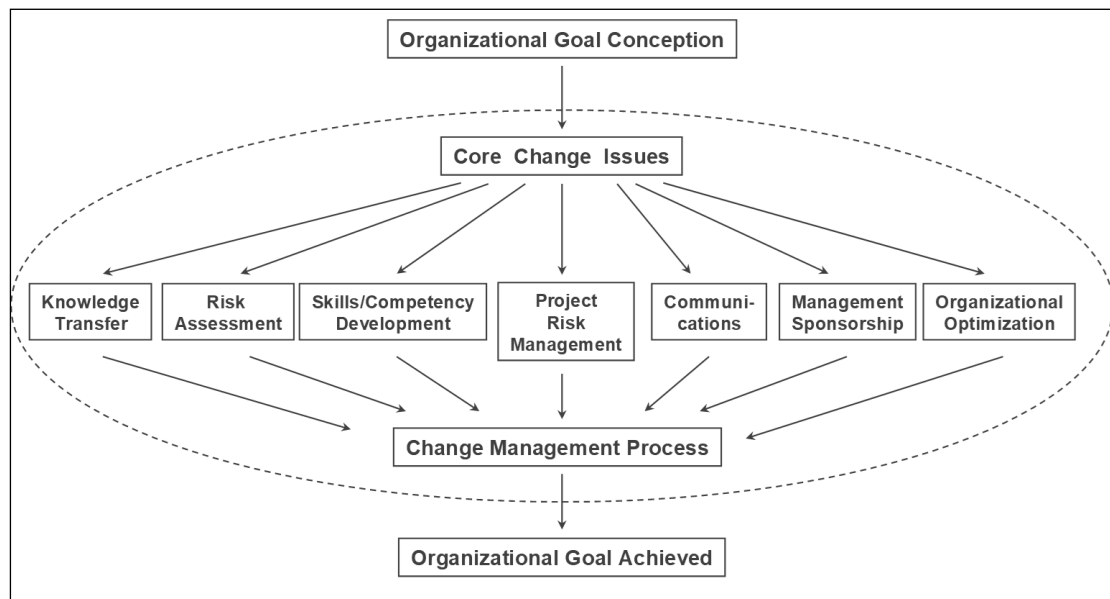 Organizational Goal Conception
Core Change Issues
Knowledge
Transfer
Risk
Assessment
Skills/Competency
Development
Project
Risk
Management
Communi-
cations
Management
Sponsorship
Organizational
Optimization
Change Management Process
Organizational Goal Achieved